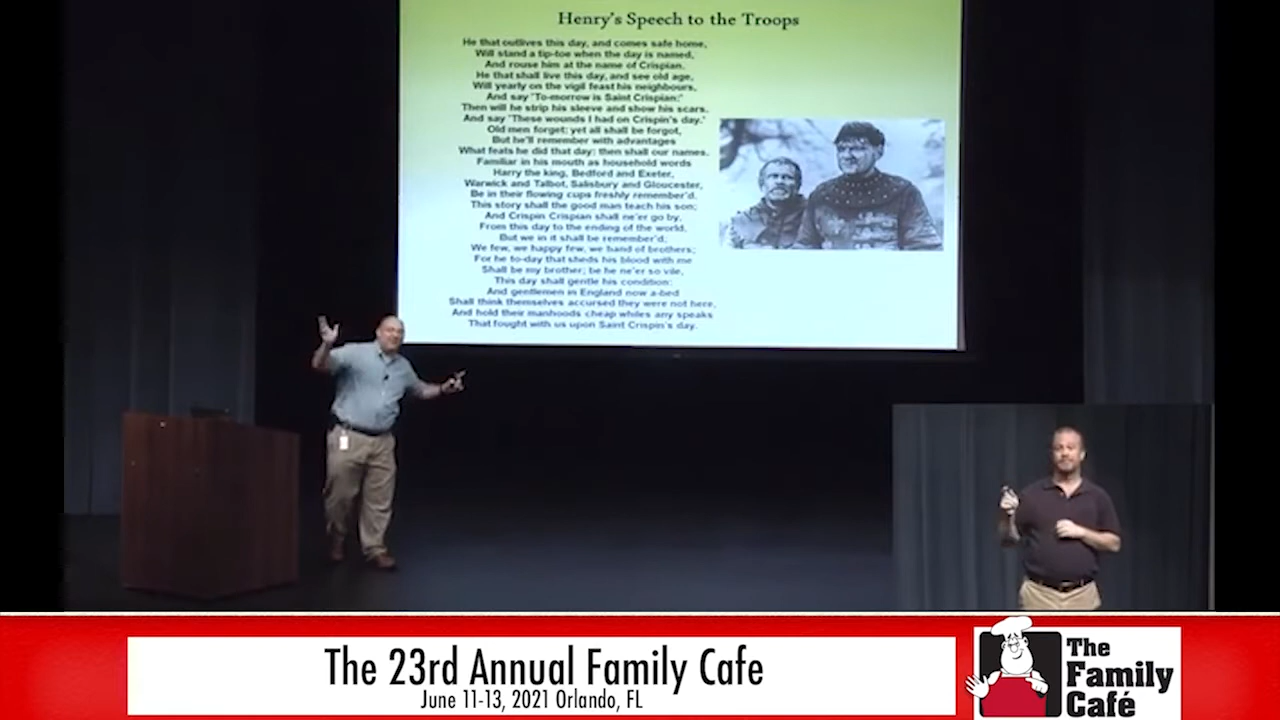 Henry's Speech to the Troops
He that outlives this day, and comes safe home,
Will stand a tip-toe when the day is named,
And rouse him at the name of Crispian.
He that shall live this day, and see old age,
Will yearly on the vigil feast his neighbours,
And say "To-morrow is Saint Crispian:"
Then will he strip his sleeve and show his scars.
And say "These wounds I had on Crispin's day."
Old men forget: yet all shall be forgot,
But he'll remember with advantages
What feats he did that day: then shall our names.
Familiar in his mouth as household words
Harry the king, Bedford and Exeter,
Warwick and Talbot, Salisbury and Gloucester,
Be in their flowing cups freshly remember'd.
This story shall the good man teach his son;
And Crispin Crispian shall ne'er go by,
From this day to the ending of the world,
But we in it shall be remember'd;
We few, we happy few, we band of brothers;
For he to-day that sheds his blood with me
Shall be my brother; be he ne'er so vile,
This day shall gentle his condition:
And gentlemen in England now a-bed
Shall think themselves accursed they were not here,
And hold their manhoods cheap whiles any speaks
That fought with us upon Saint Crispin's day.
The 23rd Annual Family Cafe
June 11-13, 2021 Orlando, FL
The
Family
Café